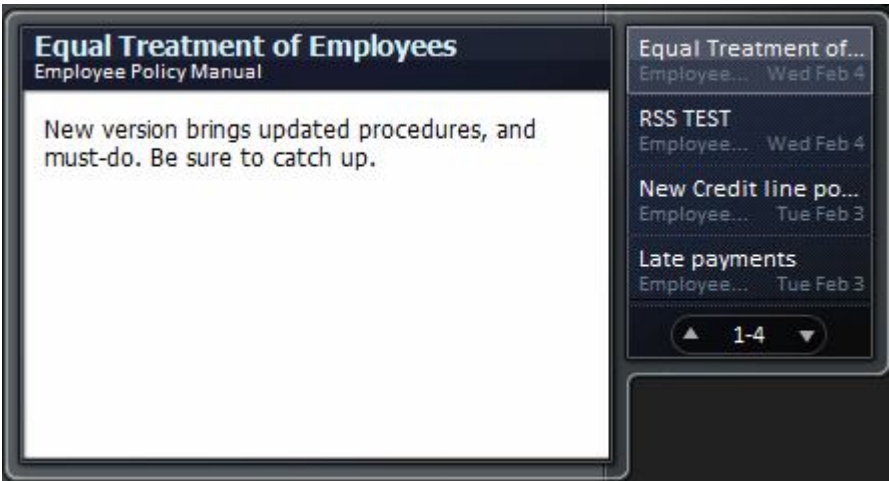 Equal Treatment of Employees
Employee Policy Manual
New version brings updated procedures, and
must-do. Be sure to catch up.
Equal Treatment of...
Employee... Wed Feb 4
RSS TEST
Employee... Wed Feb 4
New Credit line po...
Employee... Tue Feb 3
Late payments
Employee... Tue Feb 3
1-4